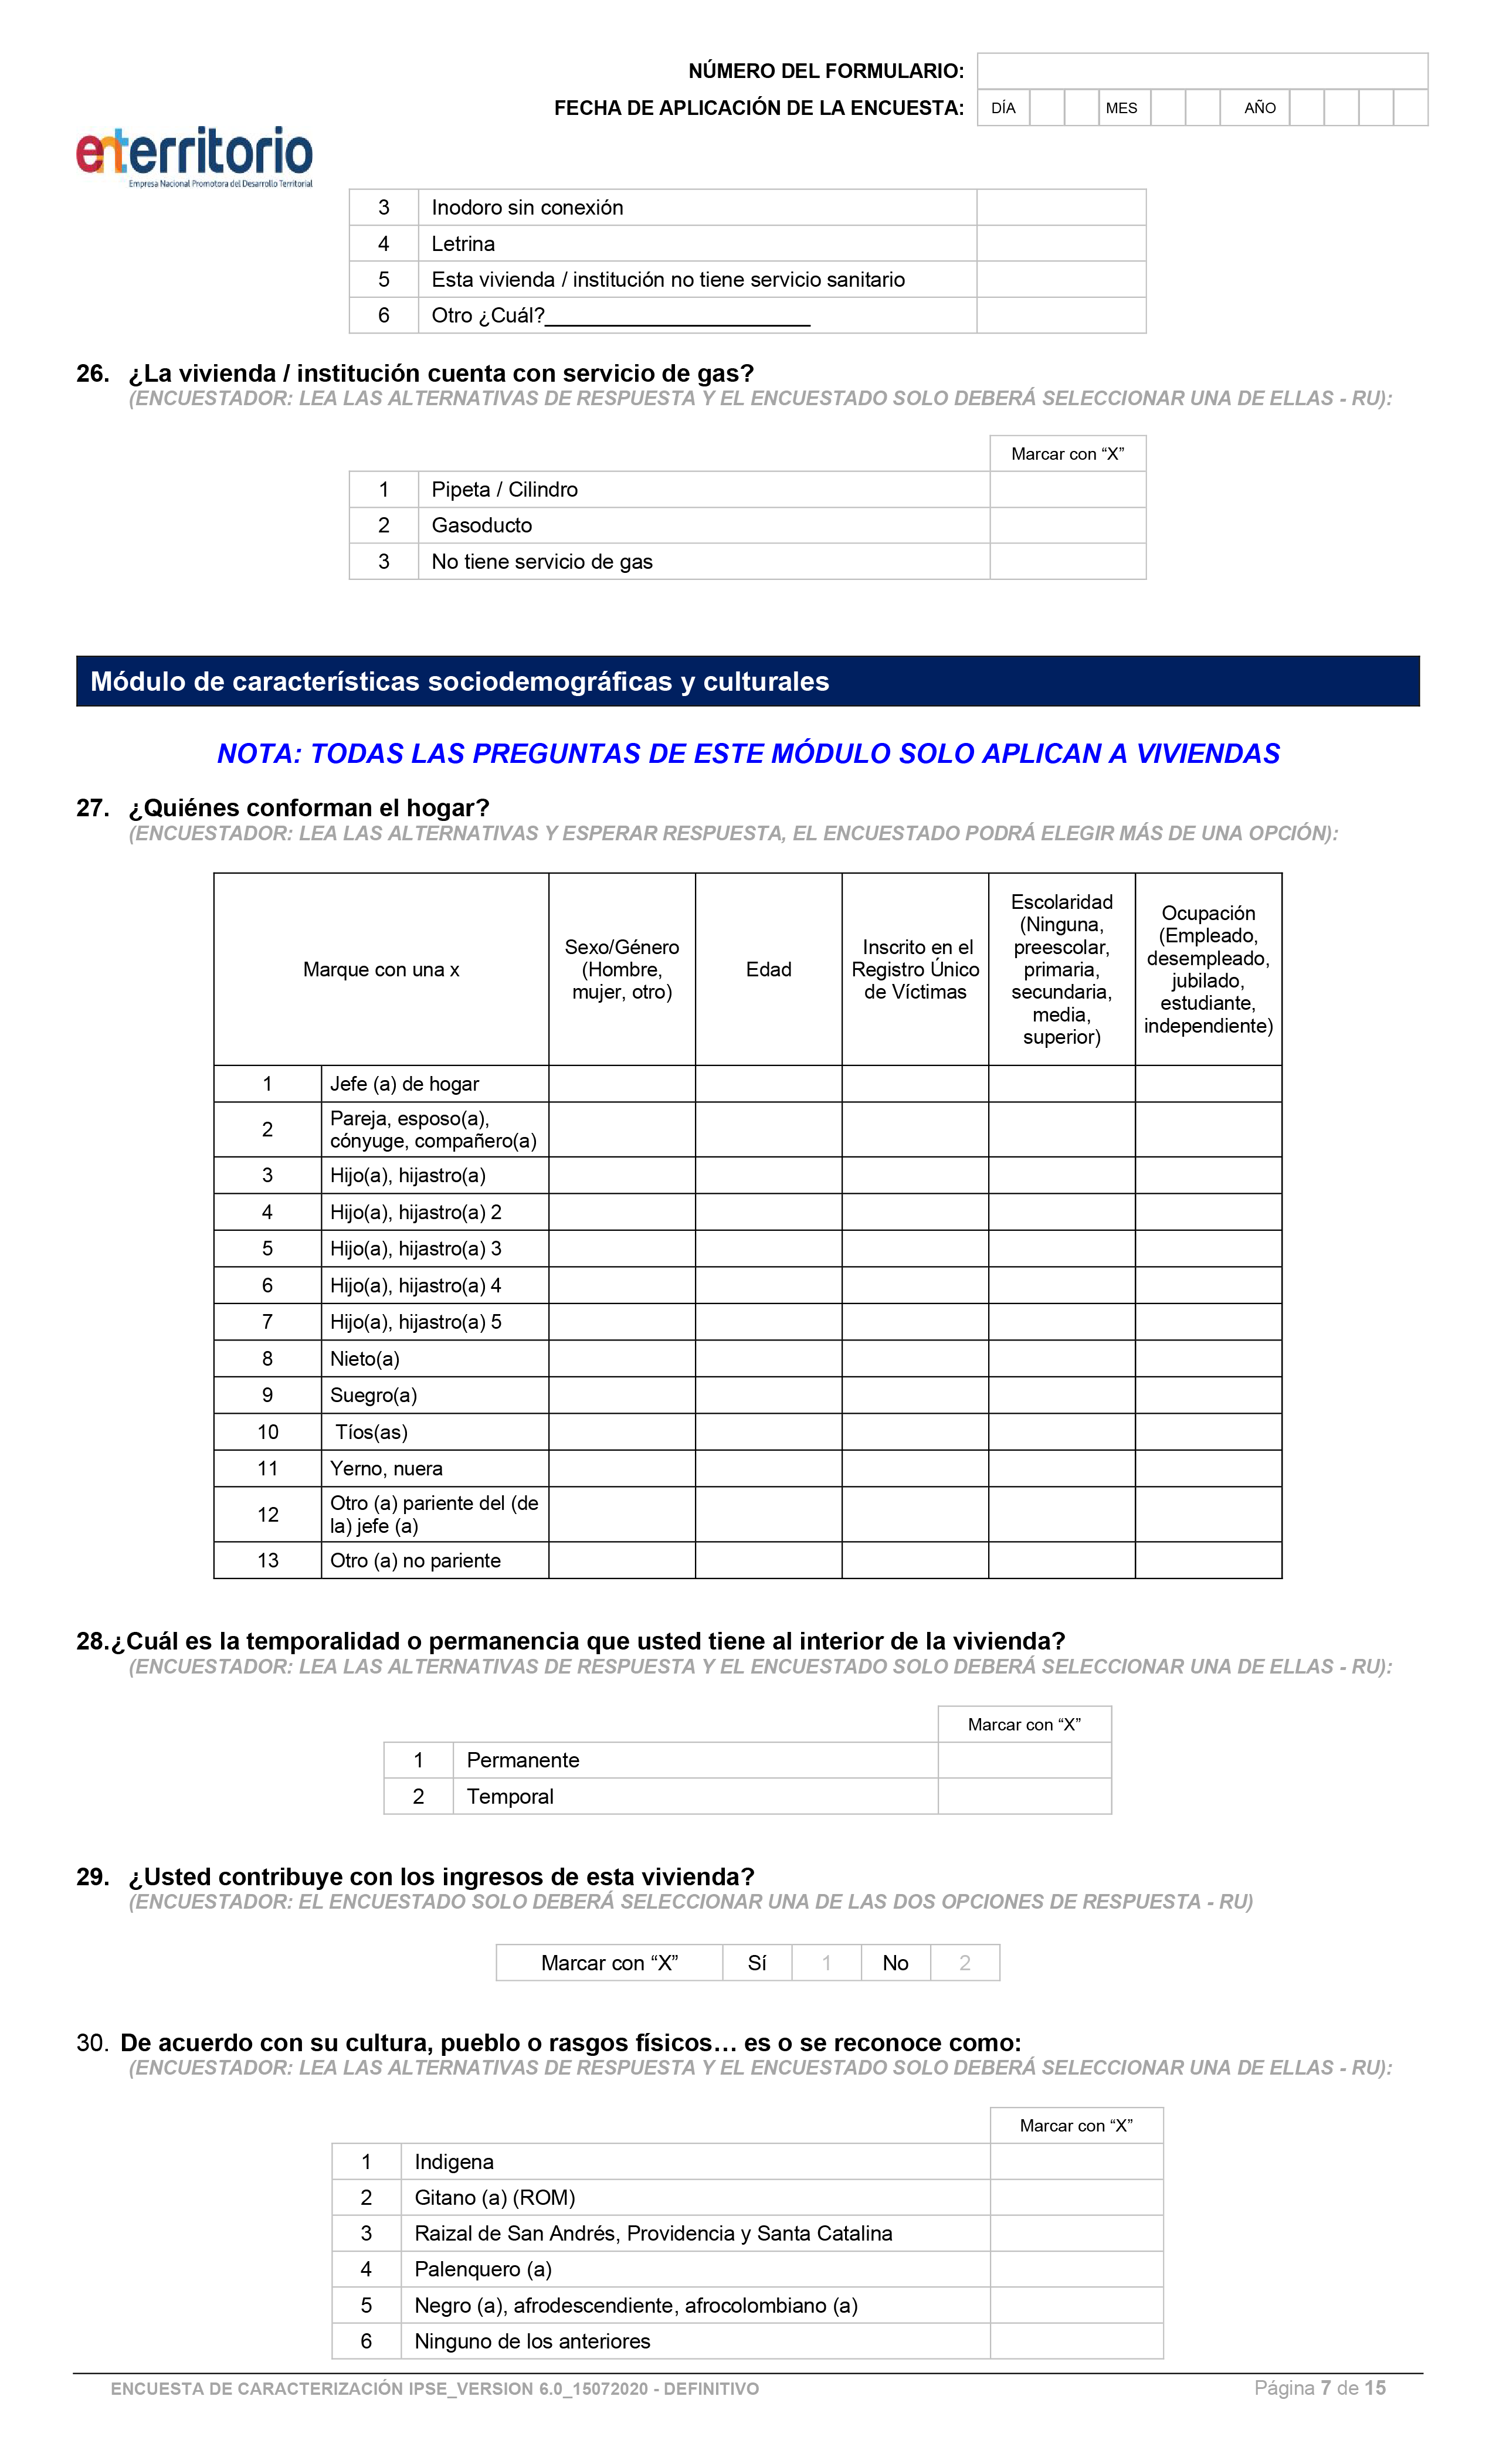 NÚMERO DEL FORMULARIO:
FECHA DE APLICACIÓN DE LA ENCUESTA: DÍA MES AÑO
enterritorio
Empresa Nacional Promotora del Desarrollo Territorial
3 Inodoro sin conexión
4 Letrina
5 Esta vivienda / institución no tiene servicio sanitario
6 Otro ¿Cuál?______________________
26. ¿La vivienda / institución cuenta con servicio de gas?
(ENCUESTADOR: LEA LAS ALTERNATIVAS DE RESPUESTA Y EL ENCUESTADO SOLO DEBERÁ SELECCIONAR UNA DE ELLAS - RU):
Marcar con “X”
1 Pipeta / Cilindro
2 Gasoducto
3 No tiene servicio de gas
Módulo de características sociodemográficas y culturales
NOTA: TODAS LAS PREGUNTAS DE ESTE MÓDULO SOLO APLICAN A VIVIENDAS
27. ¿Quiénes conforman el hogar?
(ENCUESTADOR: LEA LAS ALTERNATIVAS Y ESPERAR RESPUESTA, EL ENCUESTADO PODRÁ ELEGIR MÁS DE UNA OPCIÓN):
Marque con una x
Sexo/Género
(Hombre,
mujer, otro)
Edad
Inscrito en el
Registro Único
de Víctimas
Escolaridad
(Ninguna,
preescolar,
primaria,
secundaria,
media,
superior)
Ocupación
(Empleado,
desempleado,
jubilado,
estudiante,
independiente)
1 Jefe (a) de hogar
2 Pareja, esposo(a),
cónyuge, compañero(a)
3 Hijo(a), hijastro(a)
4 Hijo(a), hijastro(a) 2
5 Hijo(a), hijastro(a) 3
6 Hijo(a), hijastro(a) 4
7 Hijo(a), hijastro(a) 5
8 Nieto(a)
9 Suegro(a)
10 Tíos(as)
11 Yerno, nuera
12 Otro (a) pariente del (de
la) jefe (a)
13 Otro (a) no pariente
28.¿Cuál es la temporalidad o permanencia que usted tiene al interior de la vivienda?
(ENCUESTADOR: LEA LAS ALTERNATIVAS DE RESPUESTA Y EL ENCUESTADO SOLO DEBERÁ SELECCIONAR UNA DE ELLAS - RU):
Marcar con “X”
1 Permanente
2 Temporal
29. ¿Usted contribuye con los ingresos de esta vivienda?
(ENCUESTADOR: EL ENCUESTADO SOLO DEBERÁ SELECCIONAR UNA DE LAS DOS OPCIONES DE RESPUESTA - RU)
Marcar con “X” Sí 1 No 2
30. De acuerdo con su cultura, pueblo o rasgos físicos… es o se reconoce como:
(ENCUESTADOR: LEA LAS ALTERNATIVAS DE RESPUESTA Y EL ENCUESTADO SOLO DEBERÁ SELECCIONAR UNA DE ELLAS - RU):
Marcar con “X”
1 Indigena
2 Gitano (a) (ROM)
3 Raizal de San Andrés, Providencia y Santa Catalina
4 Palenquero (a)
5 Negro (a), afrodescendiente, afrocolombiano (a)
6 Ninguno de los anteriores
ENCUESTA DE CARACTERIZACIÓN IPSE_VERSION 6.0_15072020 - DEFINITIVO Página 7 de 15